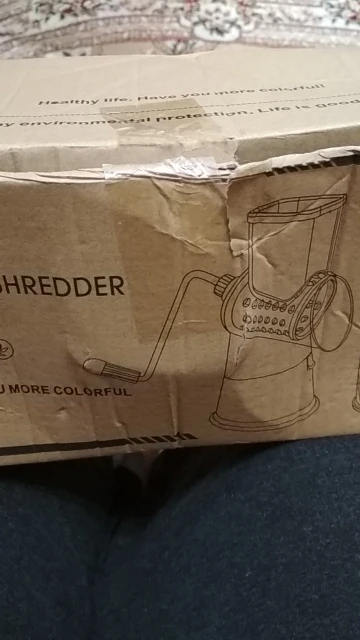 Healthy life. Have you more colorful!
environmental protection, Life is good
SHREDDER
U MORE COLORFUL